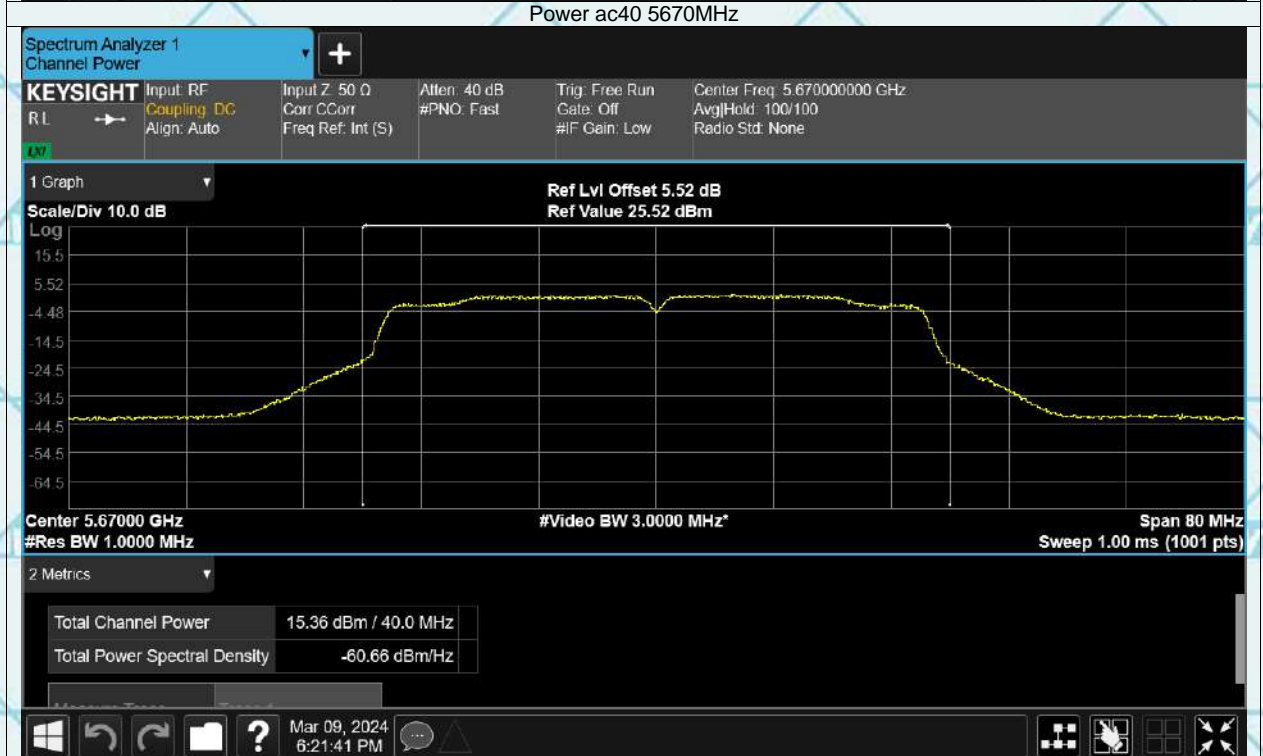 Power ac40 5670MHz
Spectrum Analyzer 1
Channel Power
+
KEYSIGHT
R L
LXI
Input: RF
Coupling: DC
Align: Auto
Input Z: 50 Ω
Corr CCorr
Freq Ref: Int (S)
Atten: 40 dB
#PNO: Fast
Trig: Free Run
Gate: Off
#IF Gain: Low
Center Freq: 5.670000000 GHz
Avg|Hold: 100/100
Radio Std: None
1 Graph
Scale/Div 10.0 dB
Ref Lvl Offset 5.52 dB
Ref Value 25.52 dBm
Log
15.5
5.52
-4.48
-14.5
-24.5
-34.5
-44.5
-54.5
-64.5
Center 5.67000 GHz
#Video BW 3.0000 MHz*
Span 80 MHz
#Res BW 1.0000 MHz
Sweep 1.00 ms (1001 pts)
2 Metrics
Total Channel Power 15.36 dBm / 40.0 MHz
Total Power Spectral Density -60.66 dBm/Hz
?
Mar 09, 2024
6:21:41 PM